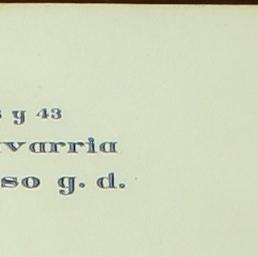 y 43
varria
so g. d.